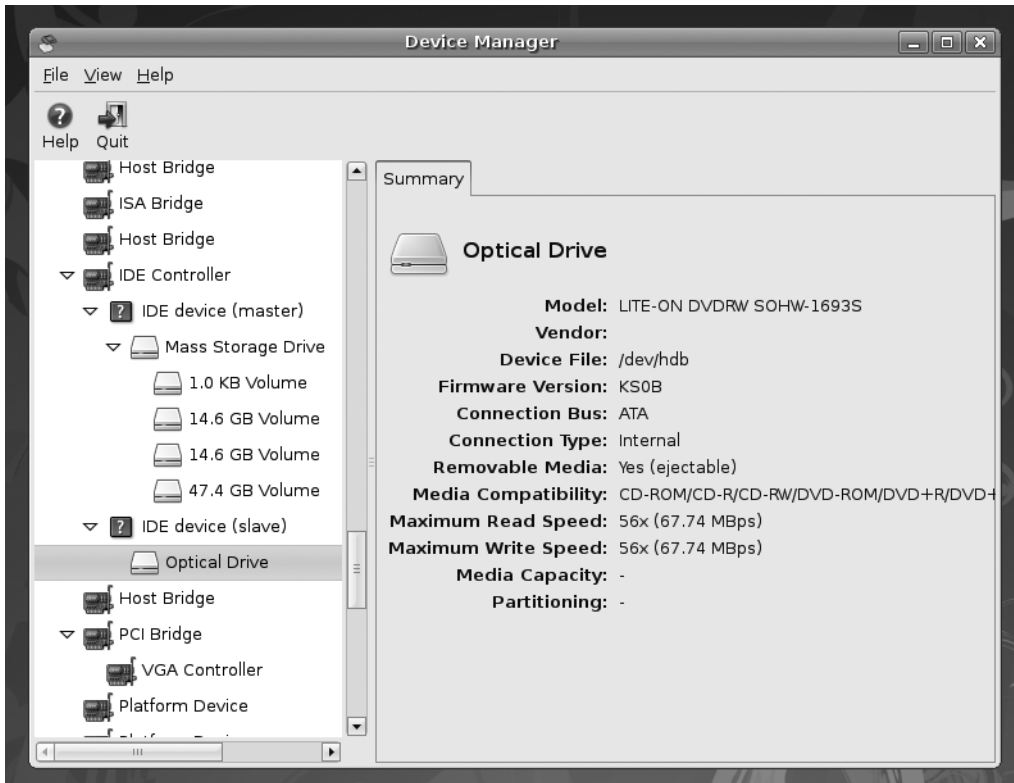 Device Manager
File View Help
Help Quit
Host Bridge
ISA Bridge
Host Bridge
IDE Controller
IDE device (master)
Mass Storage Drive
1.0 KB Volume
14.6 GB Volume
14.6 GB Volume
47.4 GB Volume
IDE device (slave)
Optical Drive
Host Bridge
PCI Bridge
VGA Controller
Platform Device
Summary
Optical Drive
Model: LITE-ON DVDRW SOHW-1693S
Vendor:
Device File: /dev/hdb
Firmware Version: KS0B
Connection Bus: ATA
Connection Type: Internal
Removable Media: Yes (ejectable)
Media Compatibility: CD-ROM/CD-R/CD-RW/DVD-ROM/DVD+R/DVD+
Maximum Read Speed: 56x (67.74 MBps)
Maximum Write Speed: 56x (67.74 MBps)
Media Capacity: -
Partitioning: -